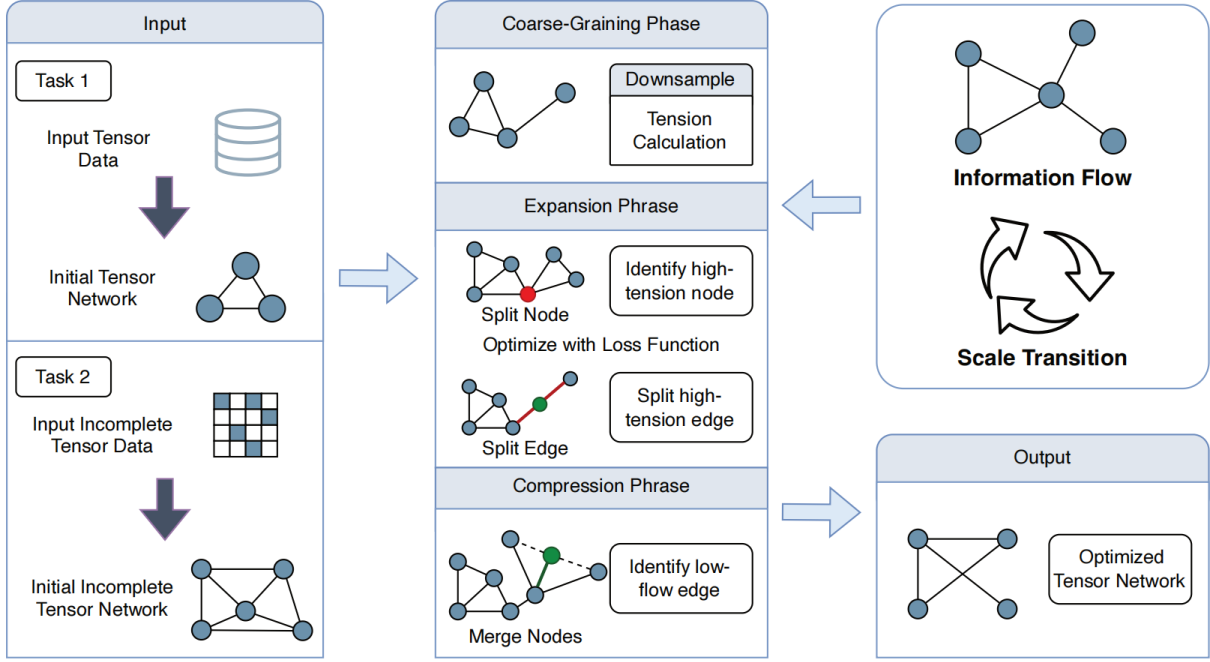 Input
Task 1
Input Tensor
Data
Initial Tensor
Network
Task 2
Input Incomplete
Tensor Data
Initial Incomplete
Tensor Network
Coarse-Graining Phase
Downsample
Tension
Calculation
Expansion Phrase
Identify high-
tension node
Split Node
Optimize with Loss Function
Split high-
tension edge
Split Edge
Compression Phrase
Identify low-
flow edge
Merge Nodes
Information Flow
Scale Transition
Output
Optimized
Tensor Network